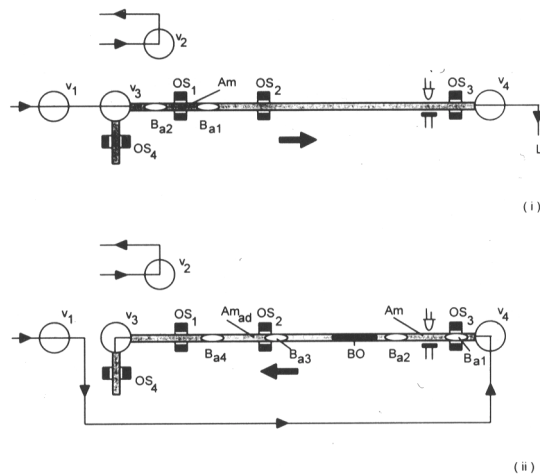 V2
V1
V3
OS1
Am
OS2
OS3
V4
Ba2
Ba1
OS4
L
( i )
V2
V1
V3
OS1
Amad
OS2
Am
OS3
V4
Ba4
Ba3
BO
Ba2
Ba1
OS4
( ii )